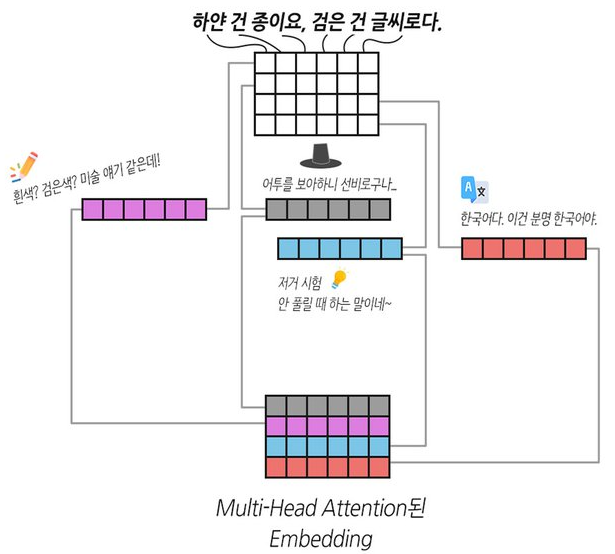 하얀 건 종이요, 검은 건 글씨로다.
흰색? 검은색? 미술 얘기 같은데!
어투를 보아하니 선비로구나...
A 文
한국어다. 이건 분명 한국어야.
저거 시험
안 풀릴 때 하는 말이네~
Multi-Head Attention된
Embedding